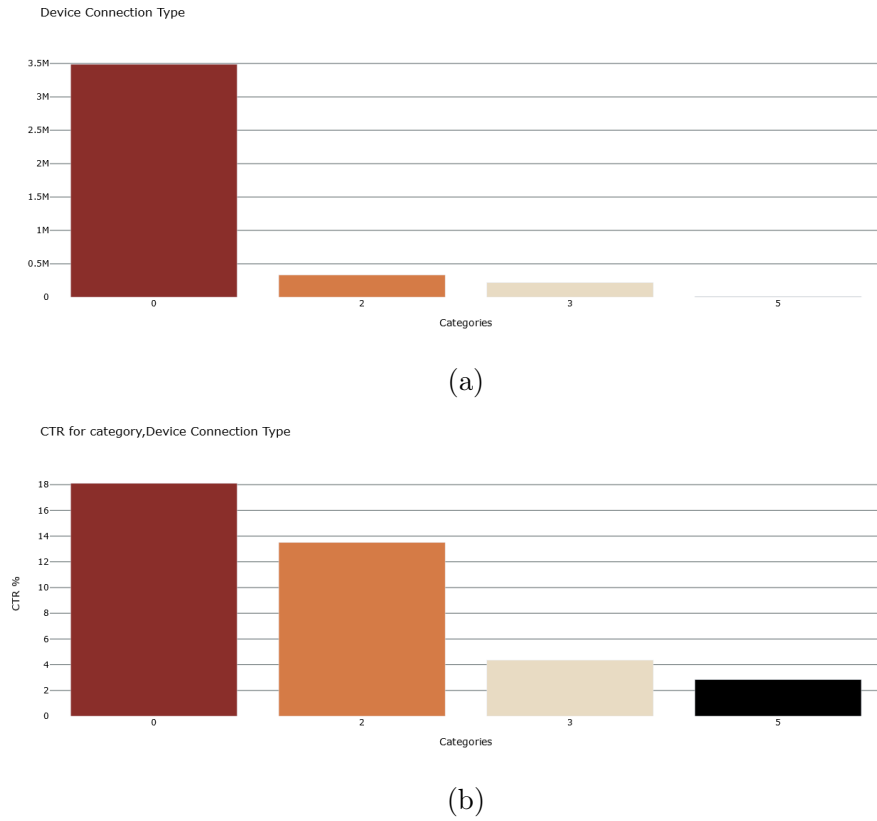 Device Connection Type
3.5M
3M
2.5M
2M
1.5M
1M
0.5M
0
0 2 3 5
Categories
(a)
CTR for category,Device Connection Type
18
16
14
12
10
8
6
4
2
0
CTR %
0 2 3 5
Categories
(b)